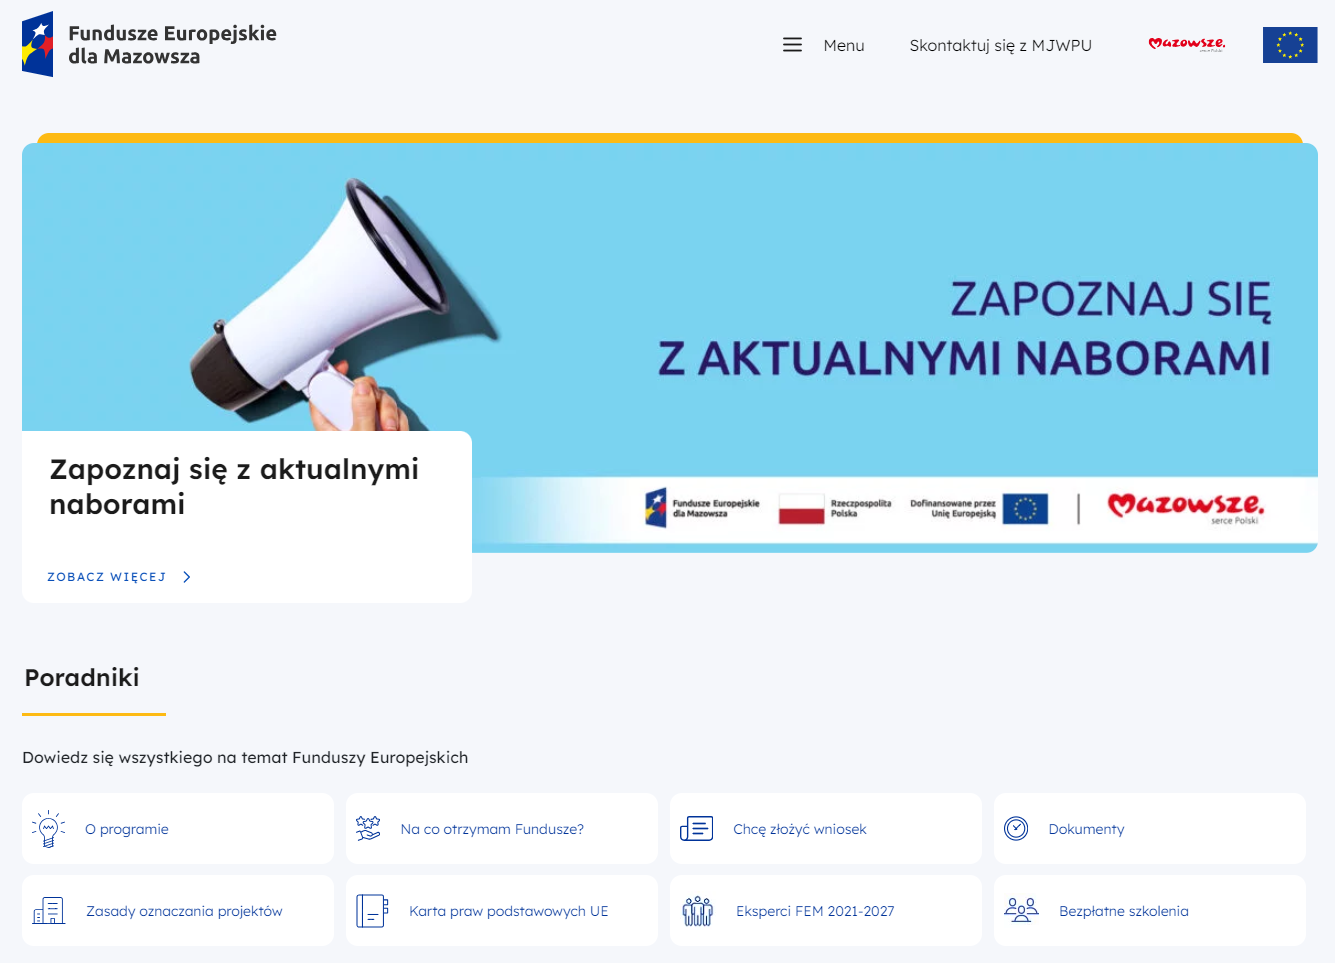 Fundusze Europejskie
dla Mazowsza
Menu
Skontaktuj się z MJWPU
mazowsze.
serce Polski
ZAPOZNAJ SIĘ
Z AKTUALNYMI NABORAMI
Zapoznaj się z aktualnymi
naborami
ZOBACZ WIĘCEJ
Fundusze Europejskie
dla Mazowsza
Rzeczpospolita
Polska
Dofinansowane przez
Unię Europejską
mazowsze.
serce Polski
Poradniki
Dowiedz się wszystkiego na temat Funduszy Europejskich
O programie
Na co otrzymam Fundusze?
Chcę złożyć wniosek
Dokumenty
Zasady oznaczania projektów
Karta praw podstawowych UE
Eksperci FEM 2021-2027
Bezpłatne szkolenia